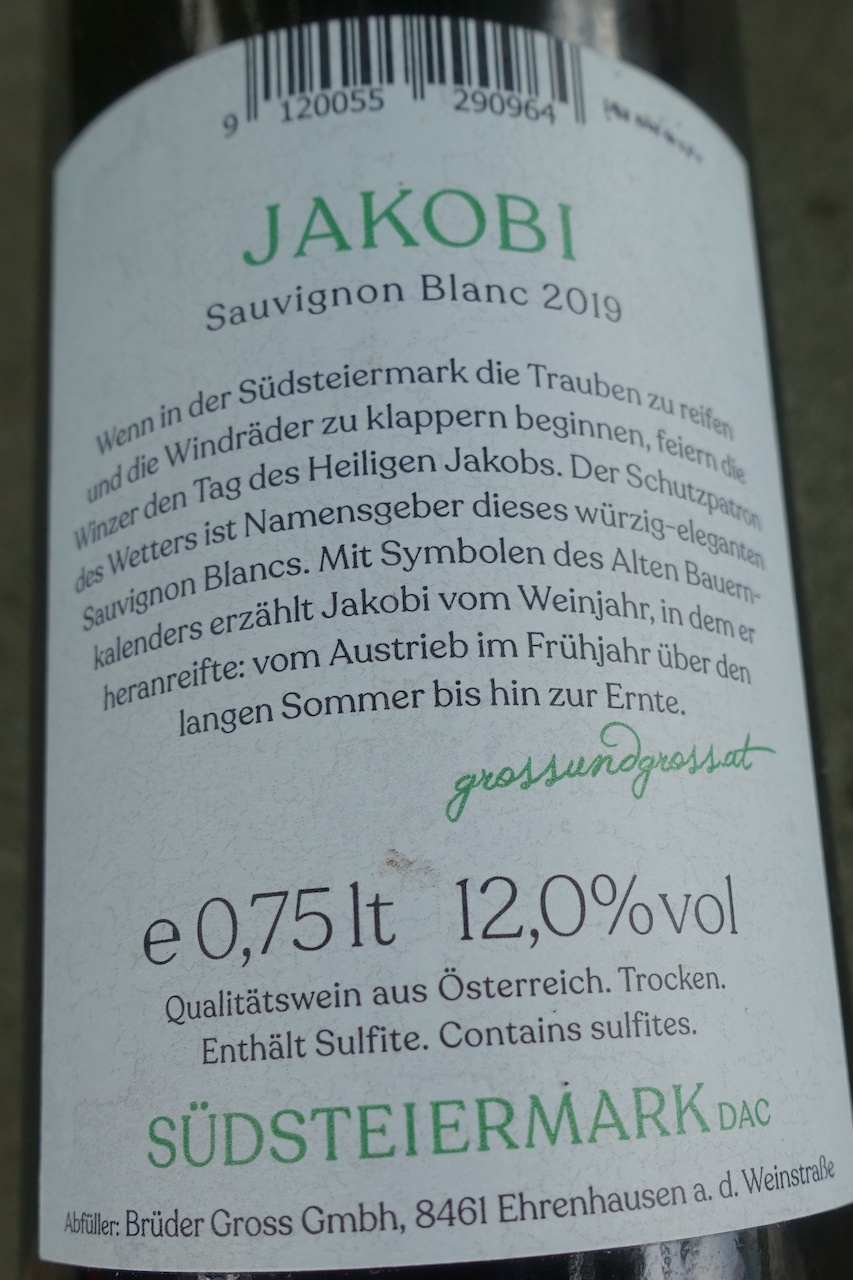 9 120055 290964
JAKOBI
Sauvignon Blanc 2019
Wenn in der Südsteiermark die Trauben zu reifen
und die Windräder zu klappern beginnen, feiern die
Winzer den Tag des Heiligen Jakobs. Der Schutzpatron
des Wetters ist Namensgeber dieses würzig-eleganten
Sauvignon Blancs. Mit Symbolen des Alten Bauern-
kalenders erzählt Jakobi vom Weinjahr, in dem er
heranreifte: vom Austrieb im Frühjahr über den
langen Sommer bis hin zur Ernte.
grossundgross.at
e 0,75 lt 12,0% vol
Qualitätswein aus Österreich. Trocken.
Enthält Sulfite. Contains sulfites.
SÜDSTEIERMARK DAC
Abfüller: Brüder Gross Gmbh, 8461 Ehrenhausen a. d. Weinstraße